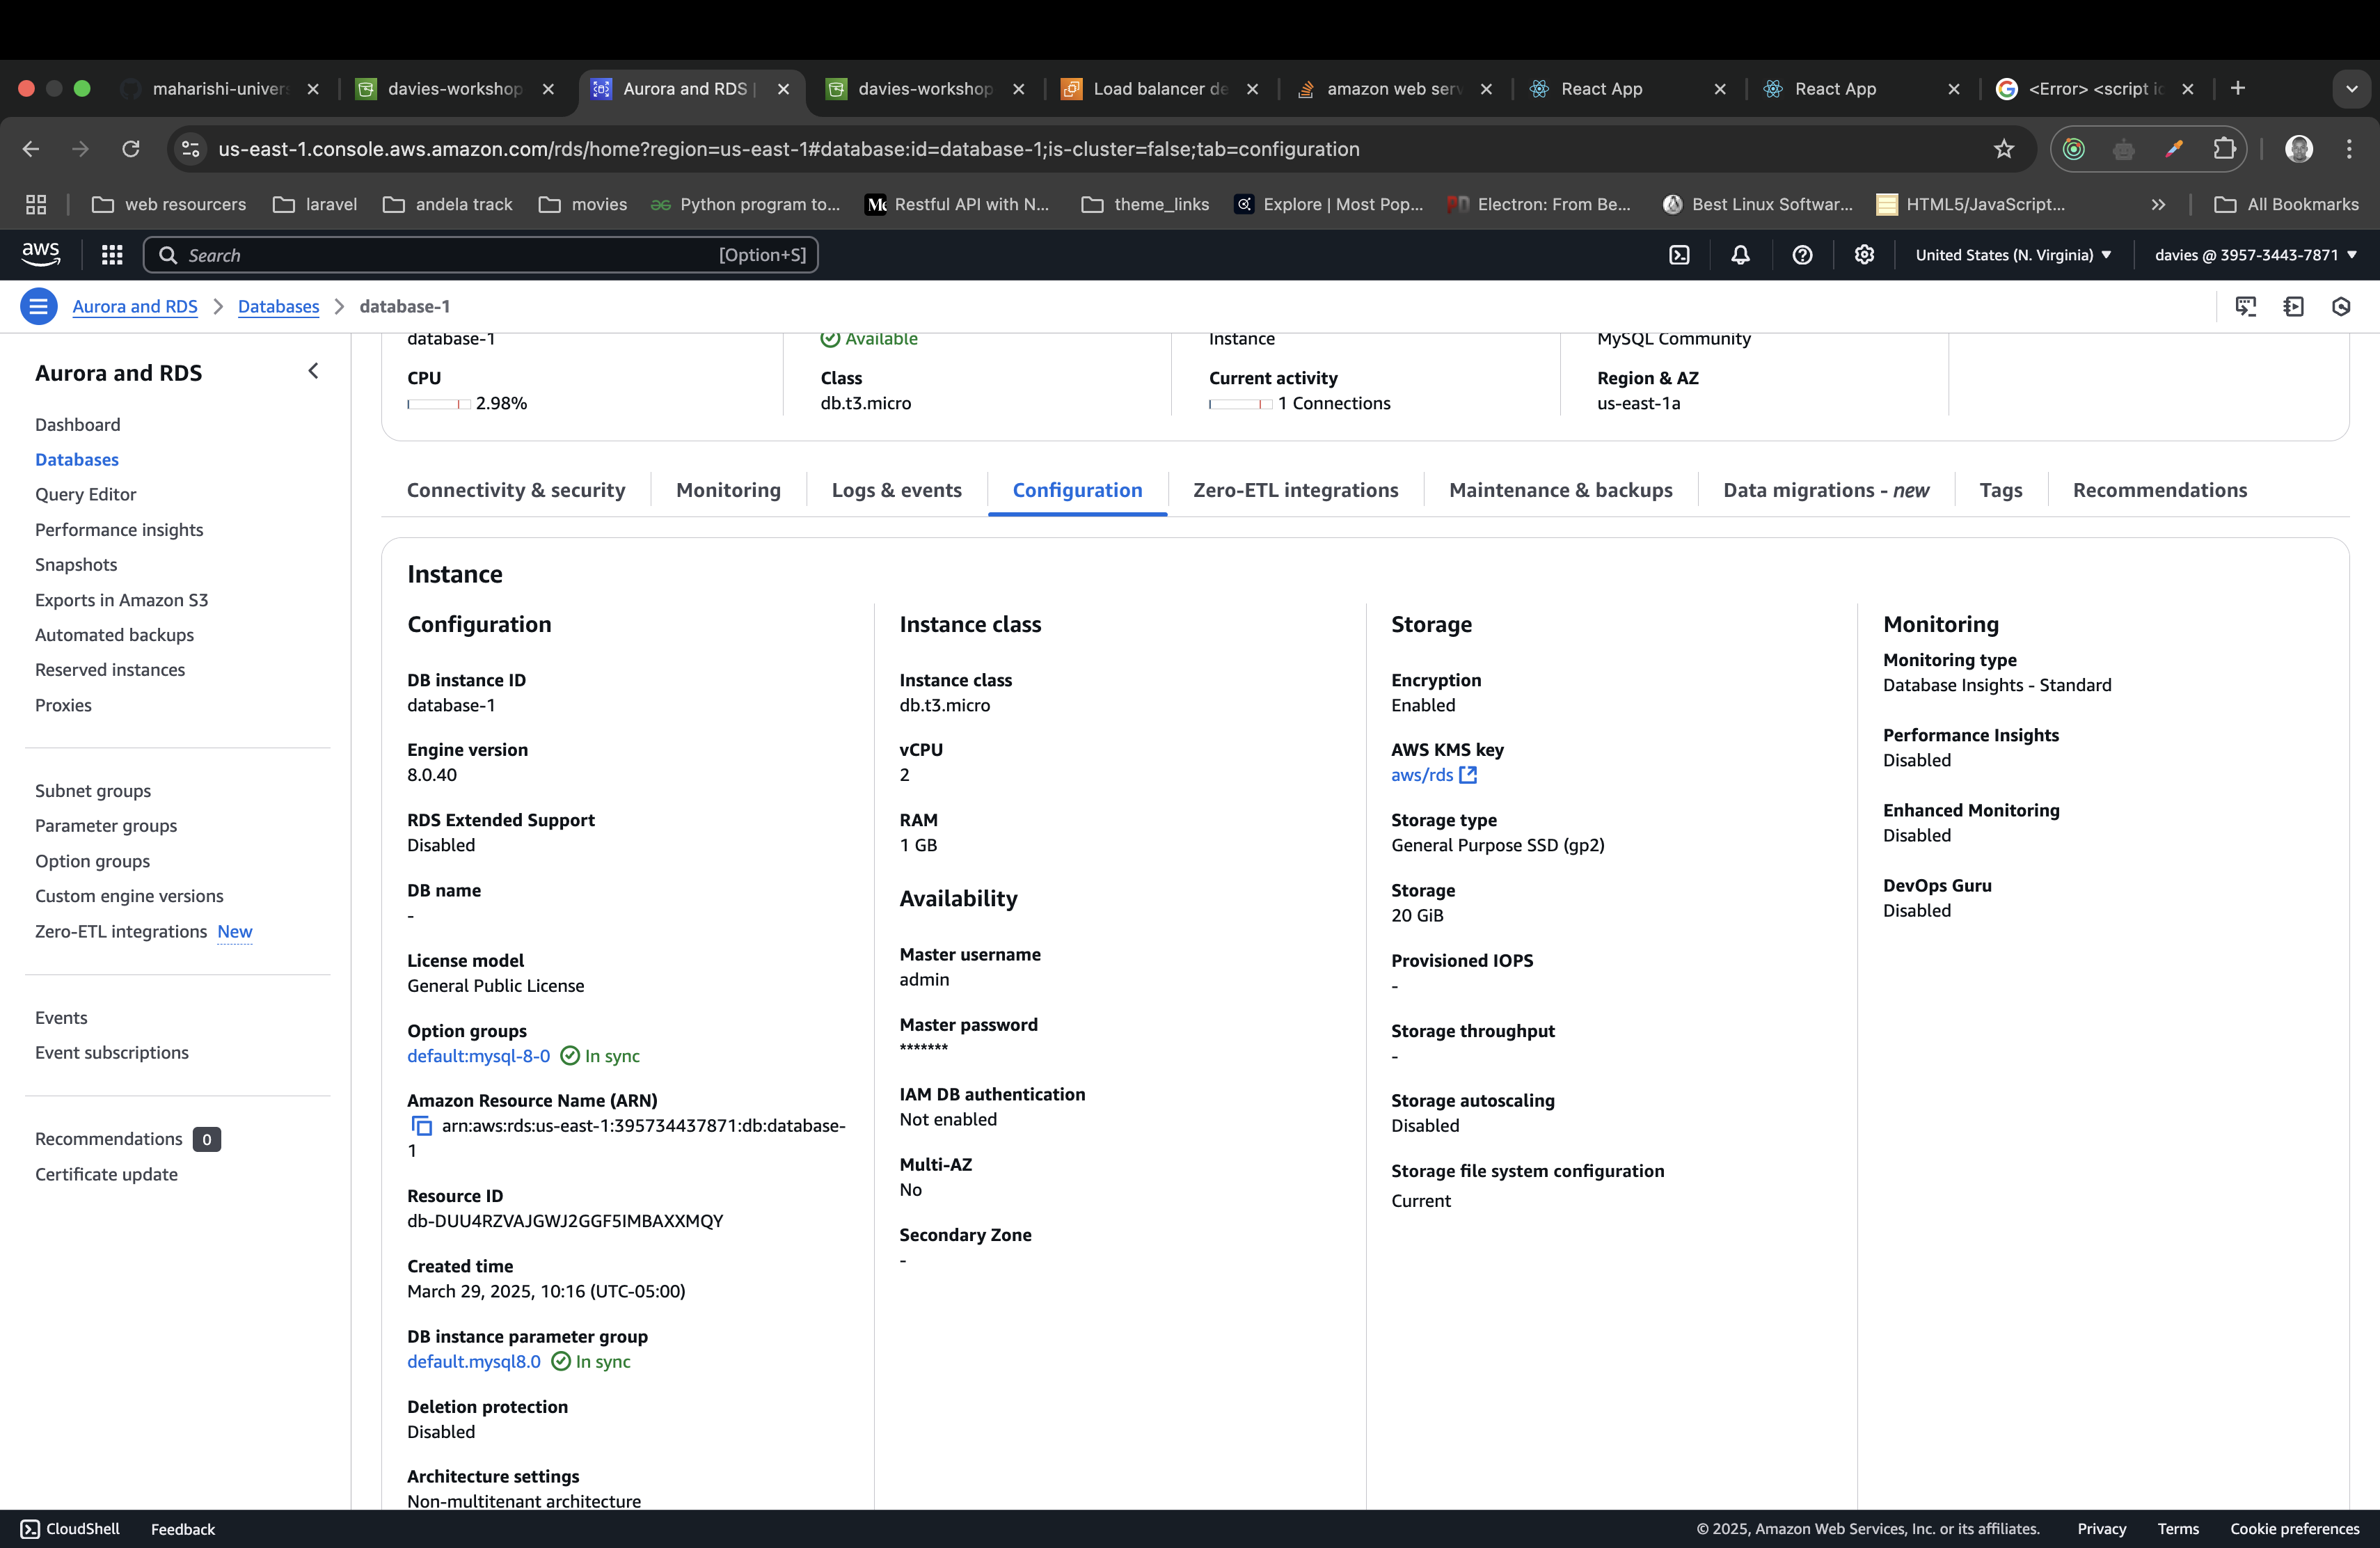 maharishi-univer
davies-workshop
Aurora and RDS |
davies-workshop
Load balancer de
amazon web serv
React App
React App
<Error> <script ic
us-east-1.console.aws.amazon.com/rds/home?region=us-east-1#database:id=database-1;is-cluster=false;tab=configuration
web resourcers
laravel
andela track
movies
Python program to...
Restful API with N...
theme_links
Explore | Most Pop...
Electron: From Be...
Best Linux Softwar...
HTML5/JavaScript...
All Bookmarks
aws
Search
[Option+S]
United States (N. Virginia)
davies @ 3957-3443-7871
Aurora and RDS
Databases
database-1
Aurora and RDS
Dashboard
Databases
Query Editor
Performance insights
Snapshots
Exports in Amazon S3
Automated backups
Reserved instances
Proxies
Subnet groups
Parameter groups
Option groups
Custom engine versions
Zero-ETL integrations New
Events
Event subscriptions
Recommendations 0
Certificate update
database-1
Available
Instance
MySQL Community
CPU
2.98%
Class
db.t3.micro
Current activity
1 Connections
Region & AZ
us-east-1a
Connectivity & security
Monitoring
Logs & events
Configuration
Zero-ETL integrations
Maintenance & backups
Data migrations - new
Tags
Recommendations
Instance
Configuration
DB instance ID
database-1
Engine version
8.0.40
RDS Extended Support
Disabled
DB name
-
License model
General Public License
Option groups
default:mysql-8-0 In sync
Amazon Resource Name (ARN)
arn:aws:rds:us-east-1:395734437871:db:database-
1
Resource ID
db-DUU4RZVAJGWJ2GGF5IMBAXXMQY
Created time
March 29, 2025, 10:16 (UTC-05:00)
DB instance parameter group
default.mysql8.0 In sync
Deletion protection
Disabled
Architecture settings
Non-multitenant architecture
Instance class
Instance class
db.t3.micro
vCPU
2
RAM
1 GB
Availability
Master username
admin
Master password
*******
IAM DB authentication
Not enabled
Multi-AZ
No
Secondary Zone
-
Storage
Encryption
Enabled
AWS KMS key
aws/rds
Storage type
General Purpose SSD (gp2)
Storage
20 GiB
Provisioned IOPS
-
Storage throughput
-
Storage autoscaling
Disabled
Storage file system configuration
Current
Monitoring
Monitoring type
Database Insights - Standard
Performance Insights
Disabled
Enhanced Monitoring
Disabled
DevOps Guru
Disabled
CloudShell
Feedback
© 2025, Amazon Web Services, Inc. or its affiliates.
Privacy
Terms
Cookie preferences